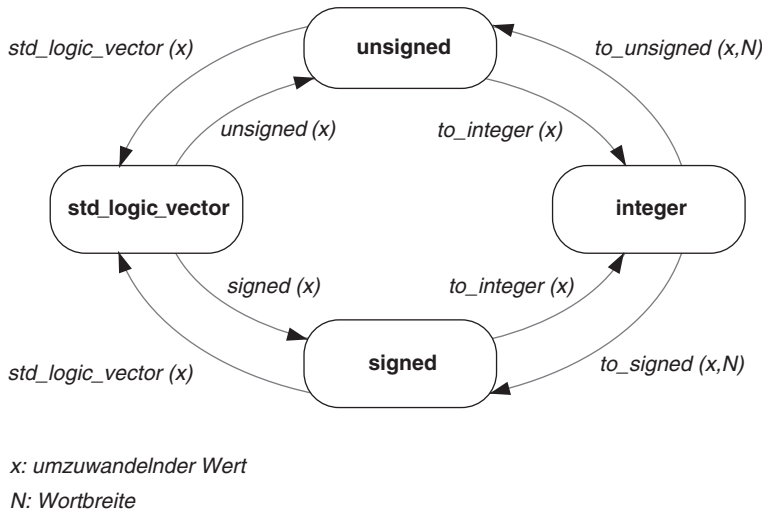 unsigned
std_logic_vector (x)
to_unsigned (x,N)
unsigned (x)
to_integer (x)
std_logic_vector
integer
signed (x)
to_integer (x)
signed
std_logic_vector (x)
to_signed (x,N)
x: umzuwandelnder Wert
N: Wortbreite